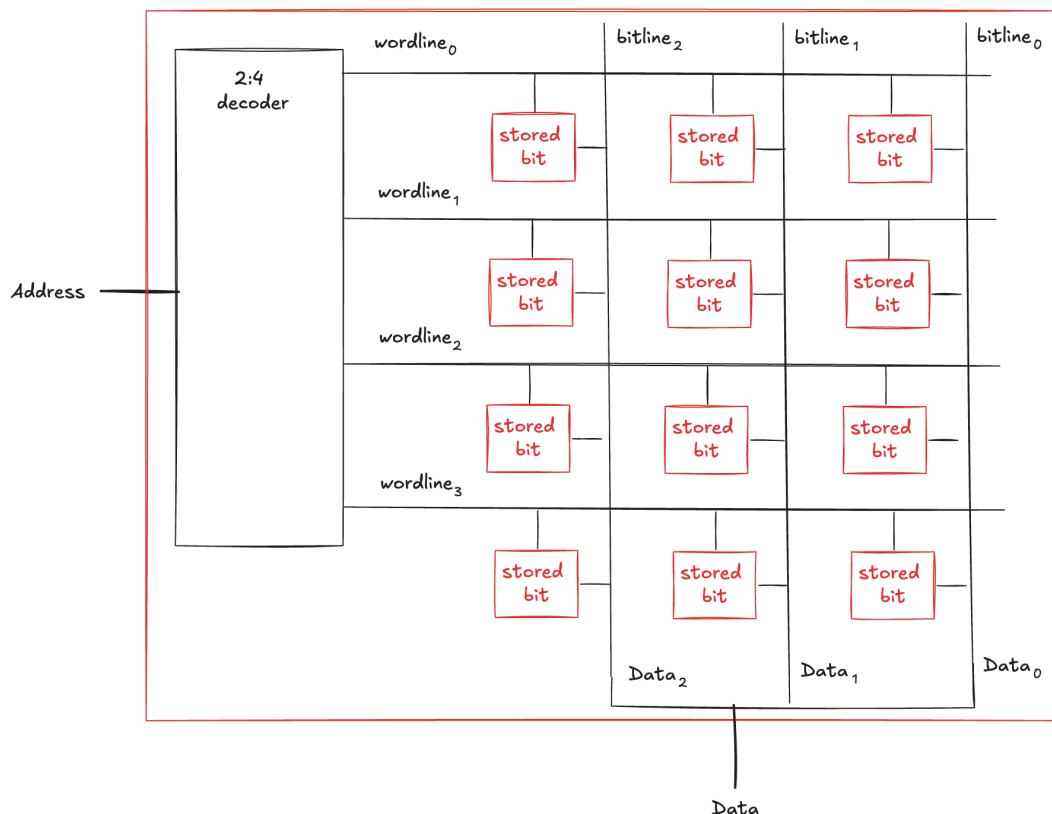 wordline₀
bitline₂
bitline₁
bitline₀
2:4
decoder
stored
bit
stored
bit
stored
bit
wordline₁
stored
bit
stored
bit
stored
bit
Address
wordline₂
stored
bit
stored
bit
stored
bit
wordline₃
stored
bit
stored
bit
stored
bit
Data₂
Data₁
Data₀
Data